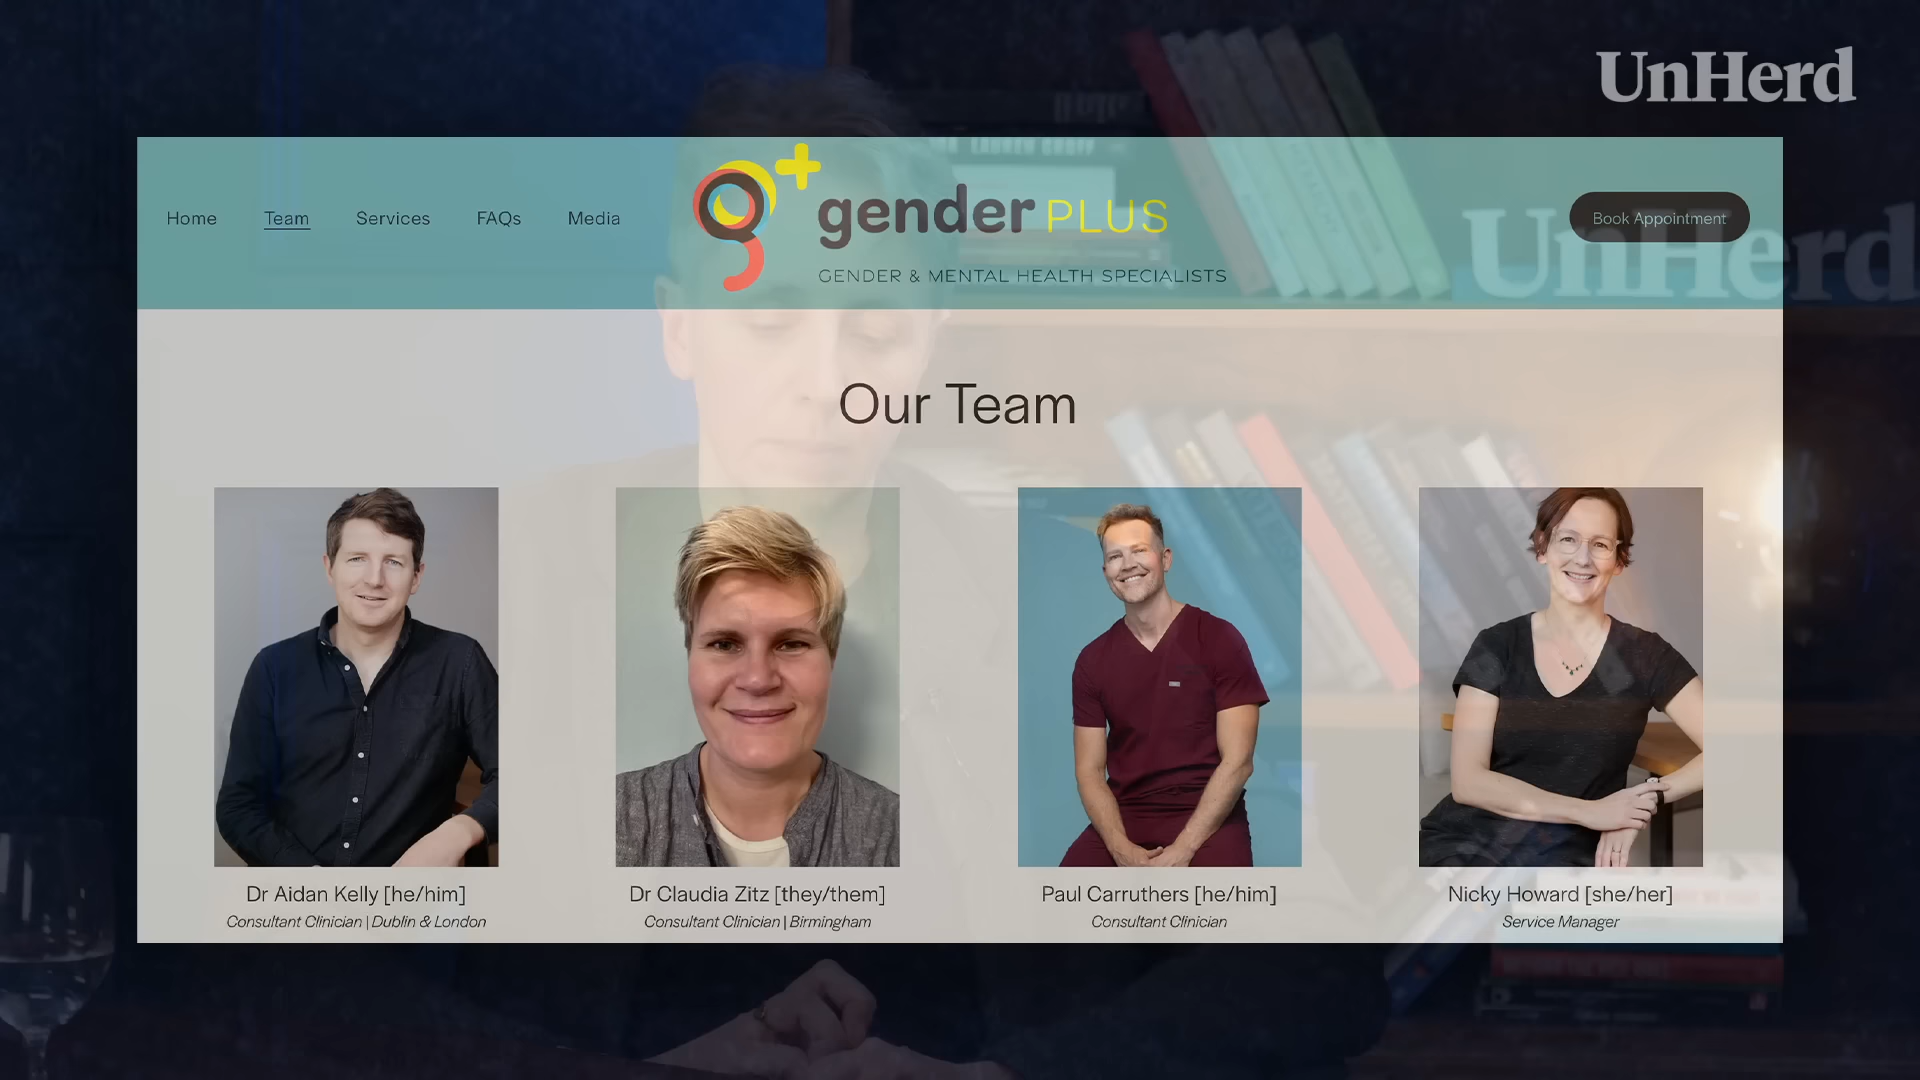 UnHerd
Home Team Services FAQs Media
g+ gender PLUS
GENDER & MENTAL HEALTH SPECIALISTS
Book Appointment
UnHerd
Our Team
Dr Aidan Kelly [he/him]
Consultant Clinician | Dublin & London
Dr Claudia Zitz [they/them]
Consultant Clinician | Birmingham
Paul Carruthers [he/him]
Consultant Clinician
Nicky Howard [she/her]
Service Manager